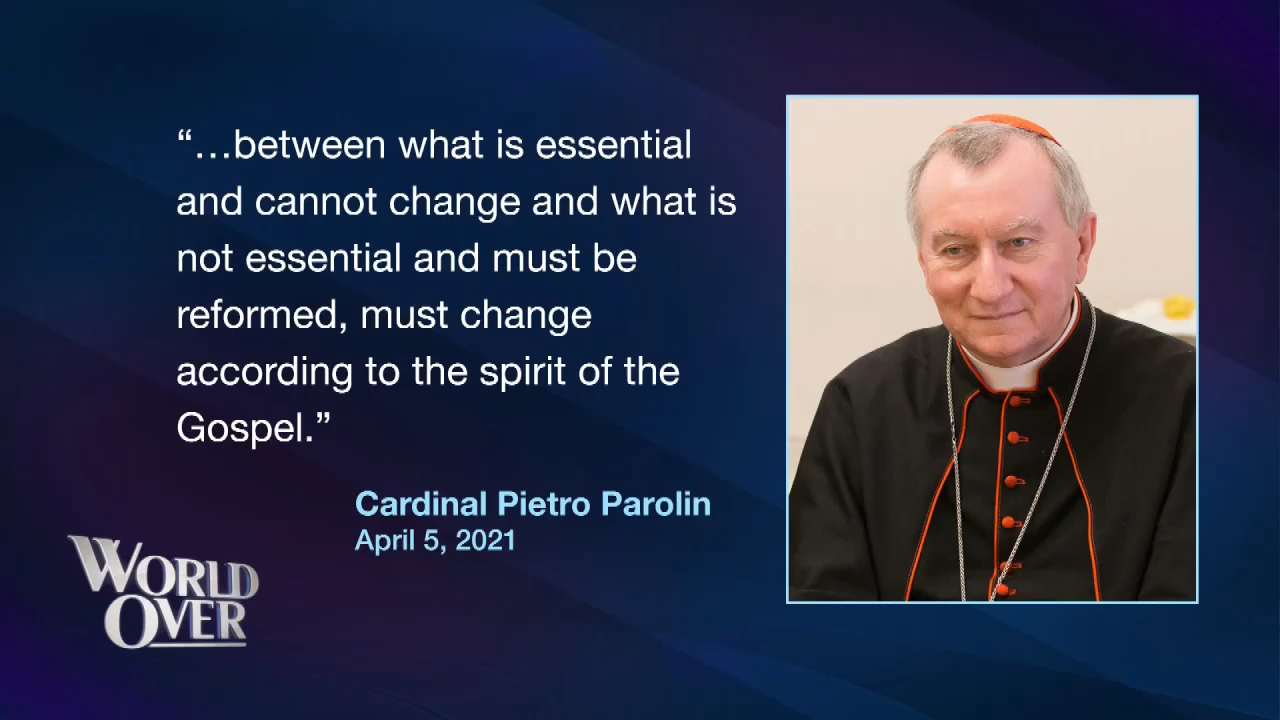 “…between what is essential
and cannot change and what is
not essential and must be
reformed, must change
according to the spirit of the
Gospel.”
Cardinal Pietro Parolin
April 5, 2021
WORLD
OVER